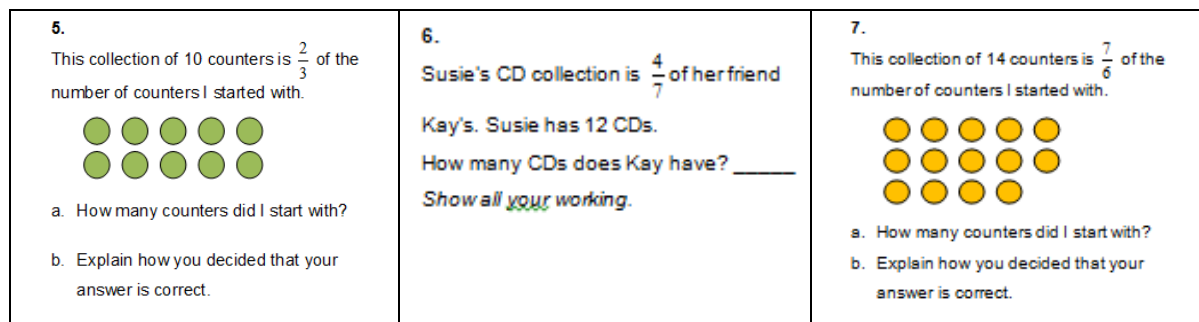 5.
This collection of 10 counters is 2/3 of the
number of counters I started with.
a. How many counters did I start with?
b. Explain how you decided that your
answer is correct.
6.
Susie's CD collection is 4/7 of her friend
Kay's. Susie has 12 CDs.
How many CDs does Kay have? _____
Show all your working.
7.
This collection of 14 counters is 7/6 of the
number of counters I started with.
a. How many counters did I start with?
b. Explain how you decided that your
answer is correct.